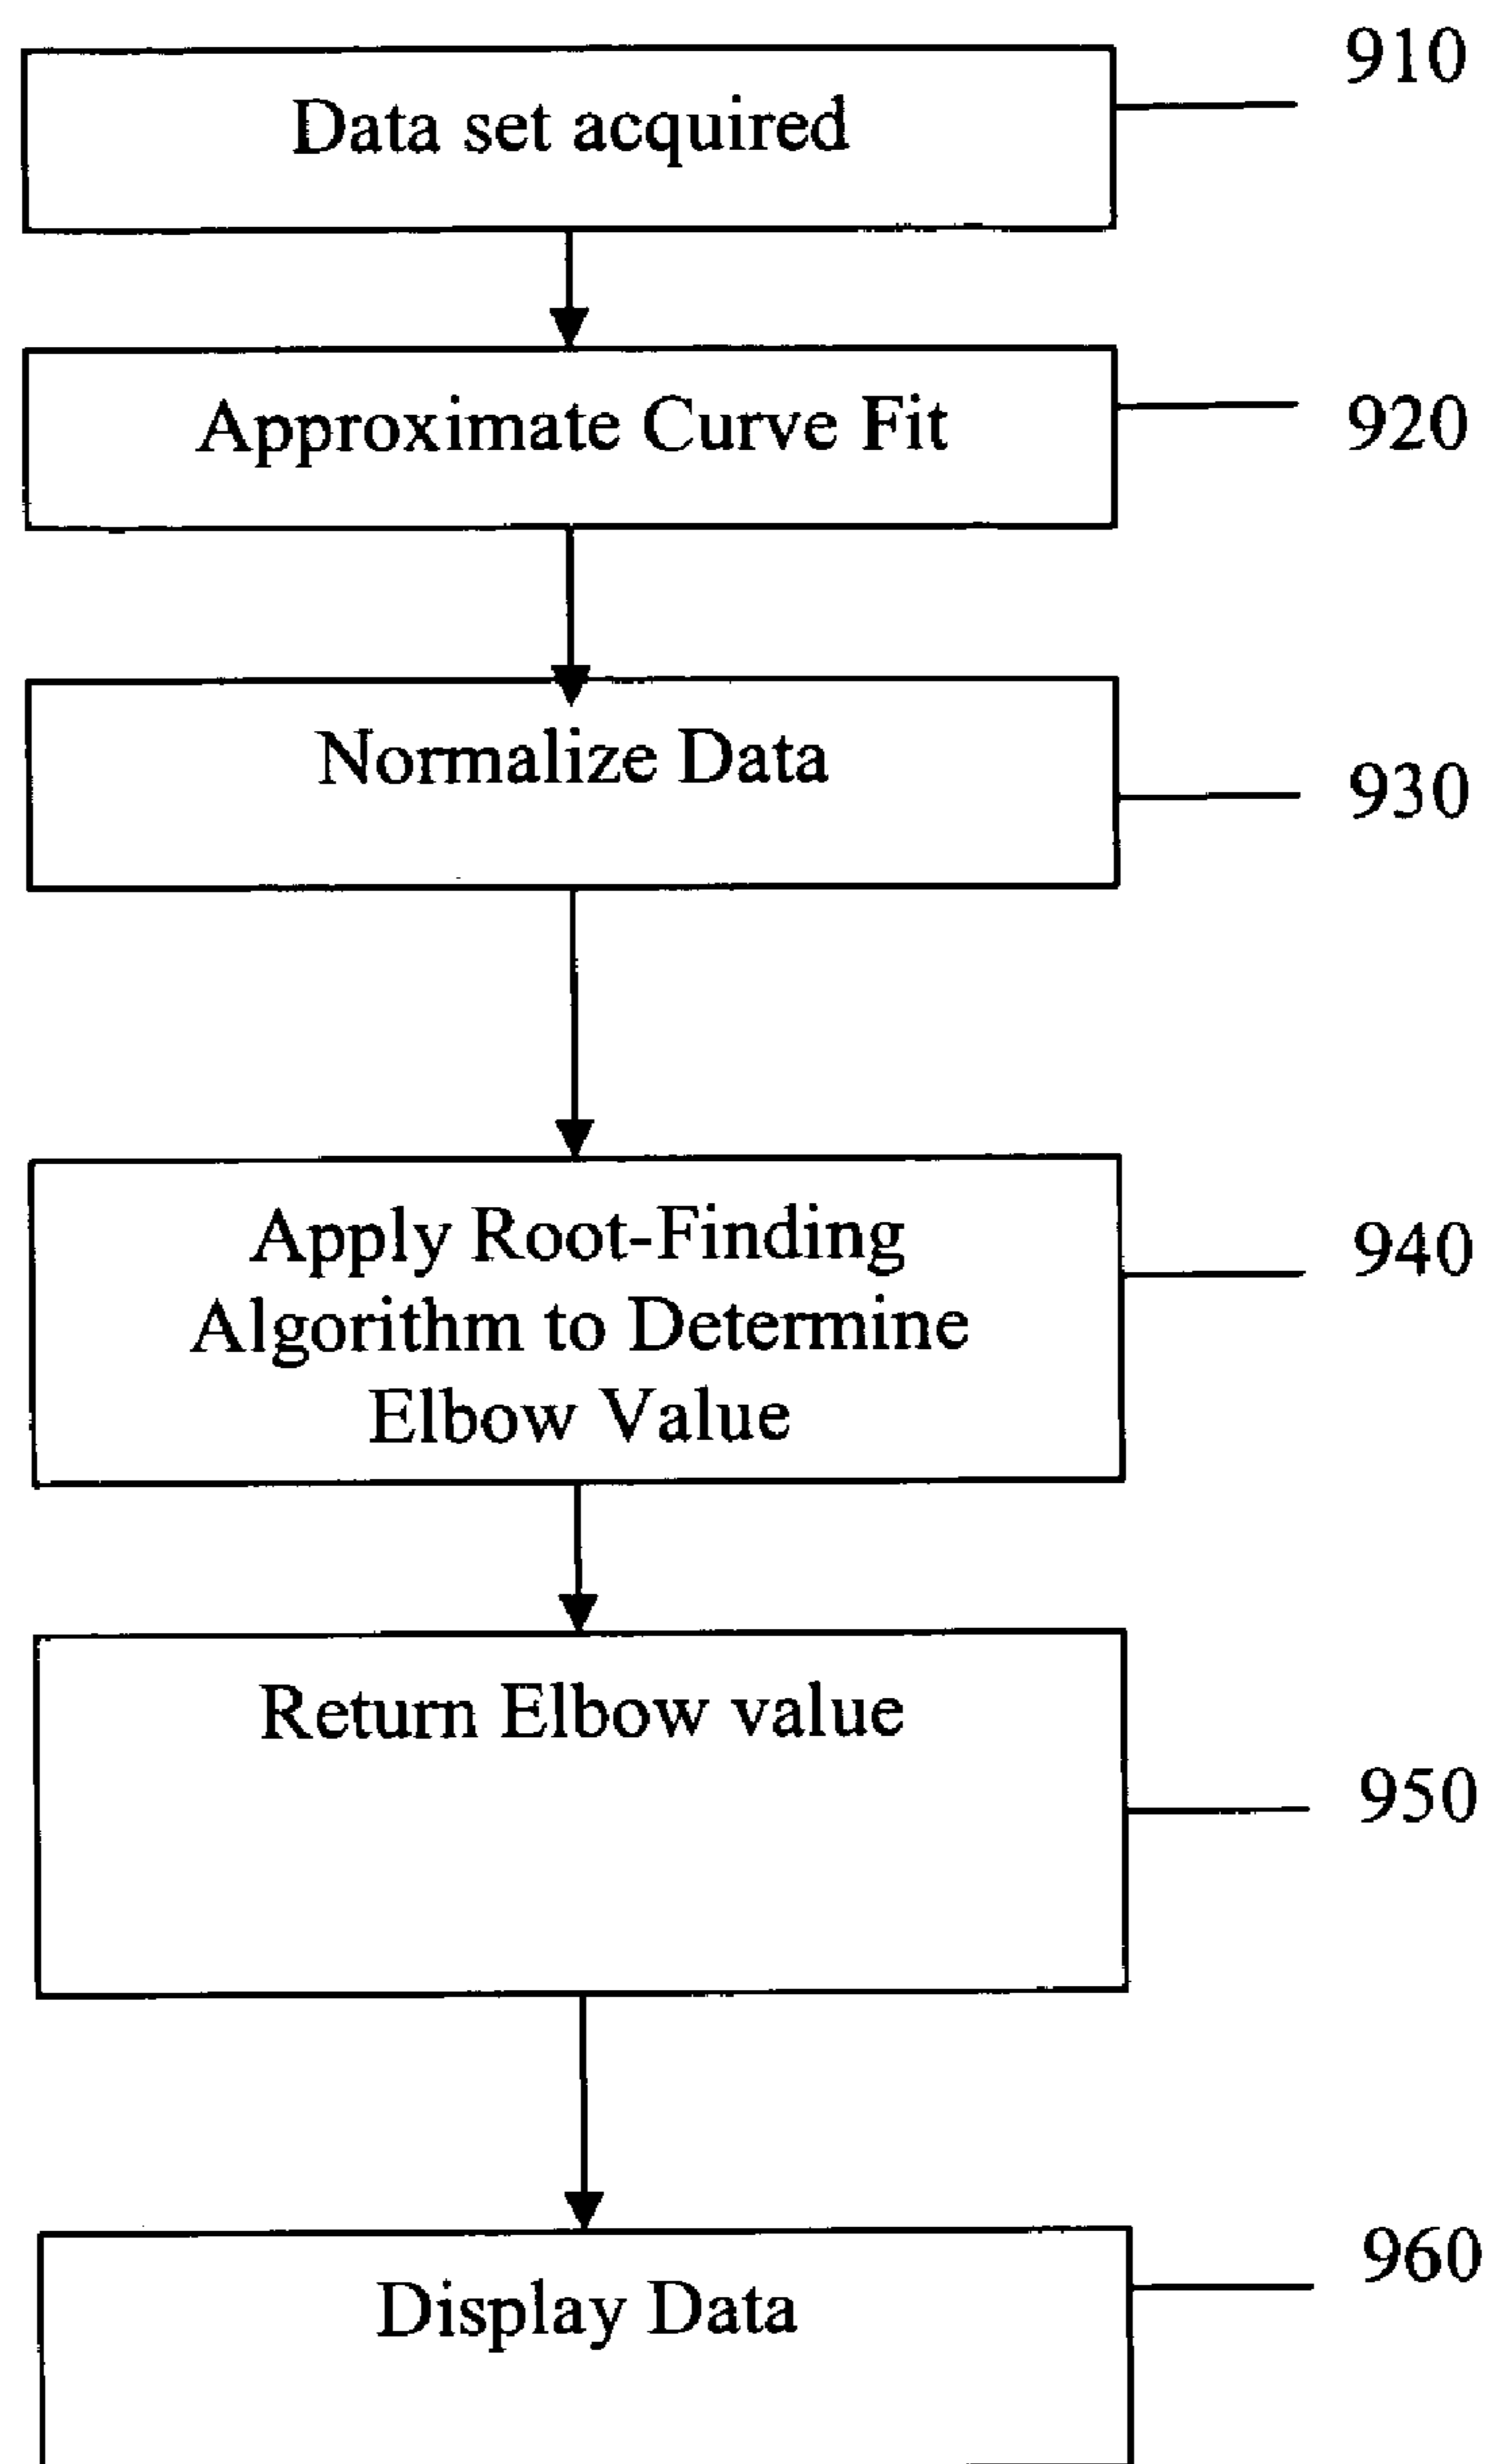 Data set acquired
910
Approximate Curve Fit
920
Normalize Data
930
Apply Root-Finding
Algorithm to Determine
Elbow Value
940
Return Elbow value
950
Display Data
960